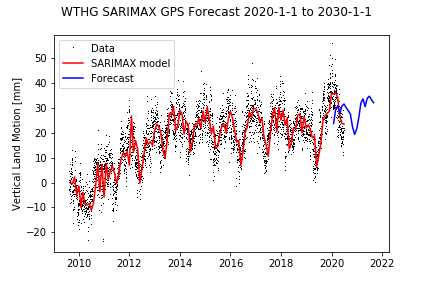 WTHG SARIMAX GPS Forecast 2020-1-1 to 2030-1-1
Data
SARIMAX model
Forecast
Vertical Land Motion [mm]
50
40
30
20
10
0
−10
−20
2010 2012 2014 2016 2018 2020 2022